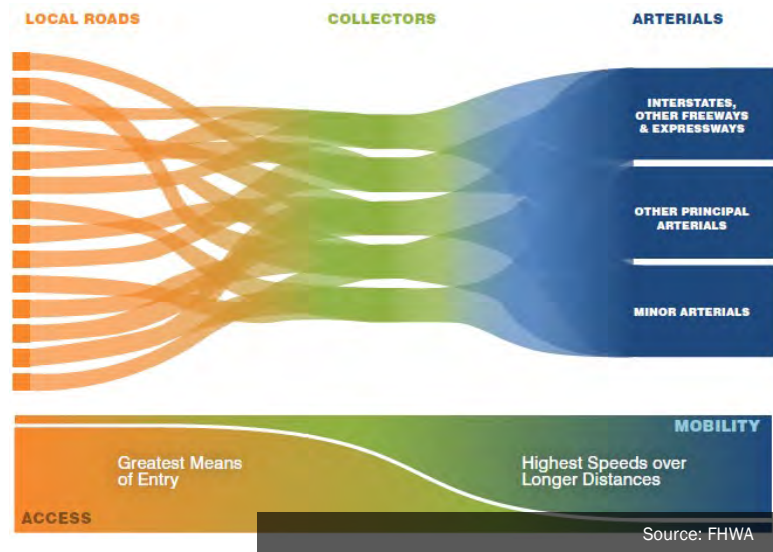 LOCAL ROADS
COLLECTORS
ARTERIALS
INTERSTATES,
OTHER FREEWAYS
& EXPRESSWAYS
OTHER PRINCIPAL
ARTERIALS
MINOR ARTERIALS
MOBILITY
Greatest Means
of Entry
Highest Speeds over
Longer Distances
ACCESS
Source: FHWA